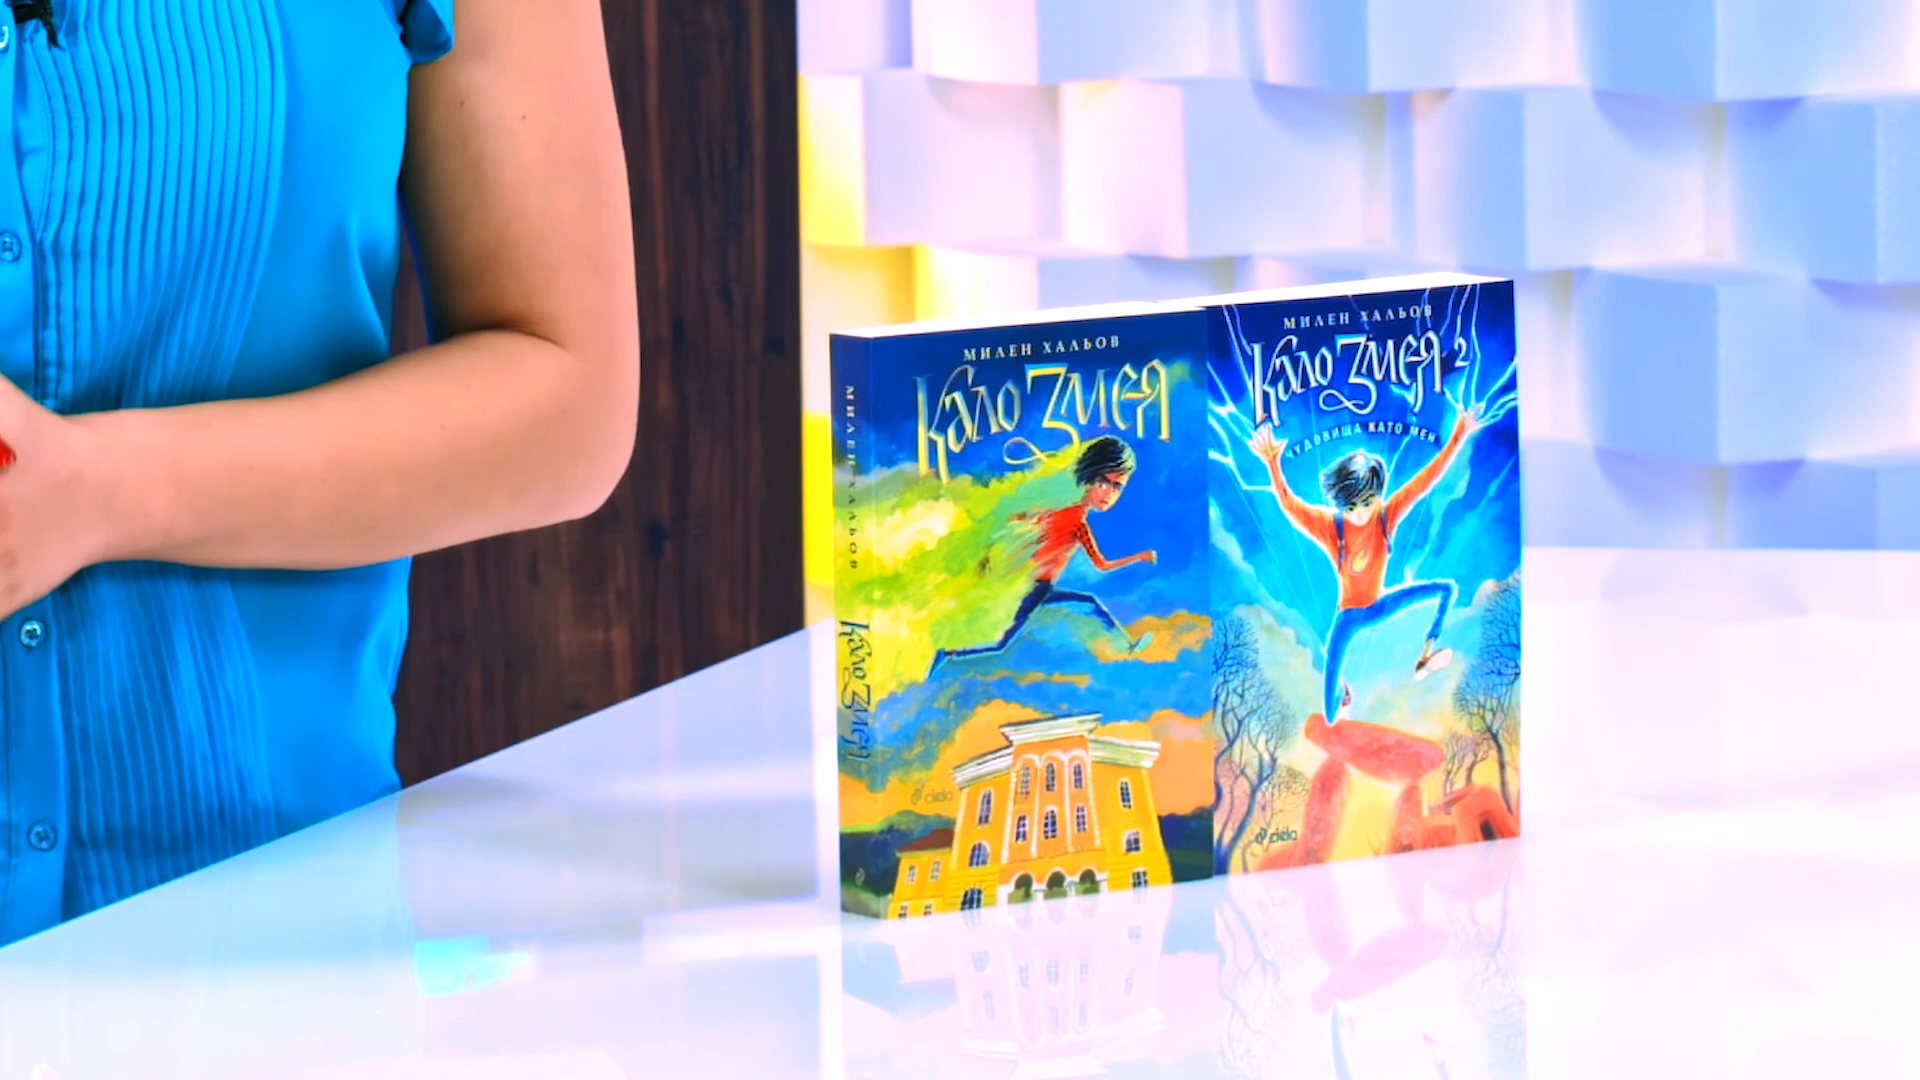 МИЛЕН ХАЛЬОВ
Кало Змея
МИЛЕН ХАЛЬОВ
Кало Змея
ciela
МИЛЕН ХАЛЬОВ
Кало Змея 2
ЧУДОВИЩА КАТО МЕН
ciela